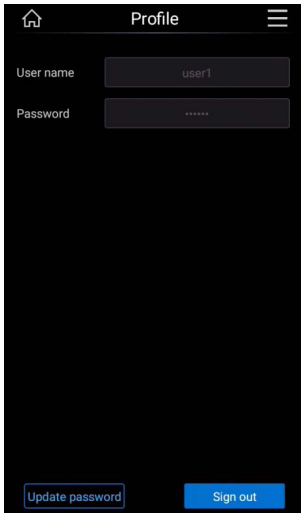 Profile
User name
user1
Password
••••••
Update password
Sign out